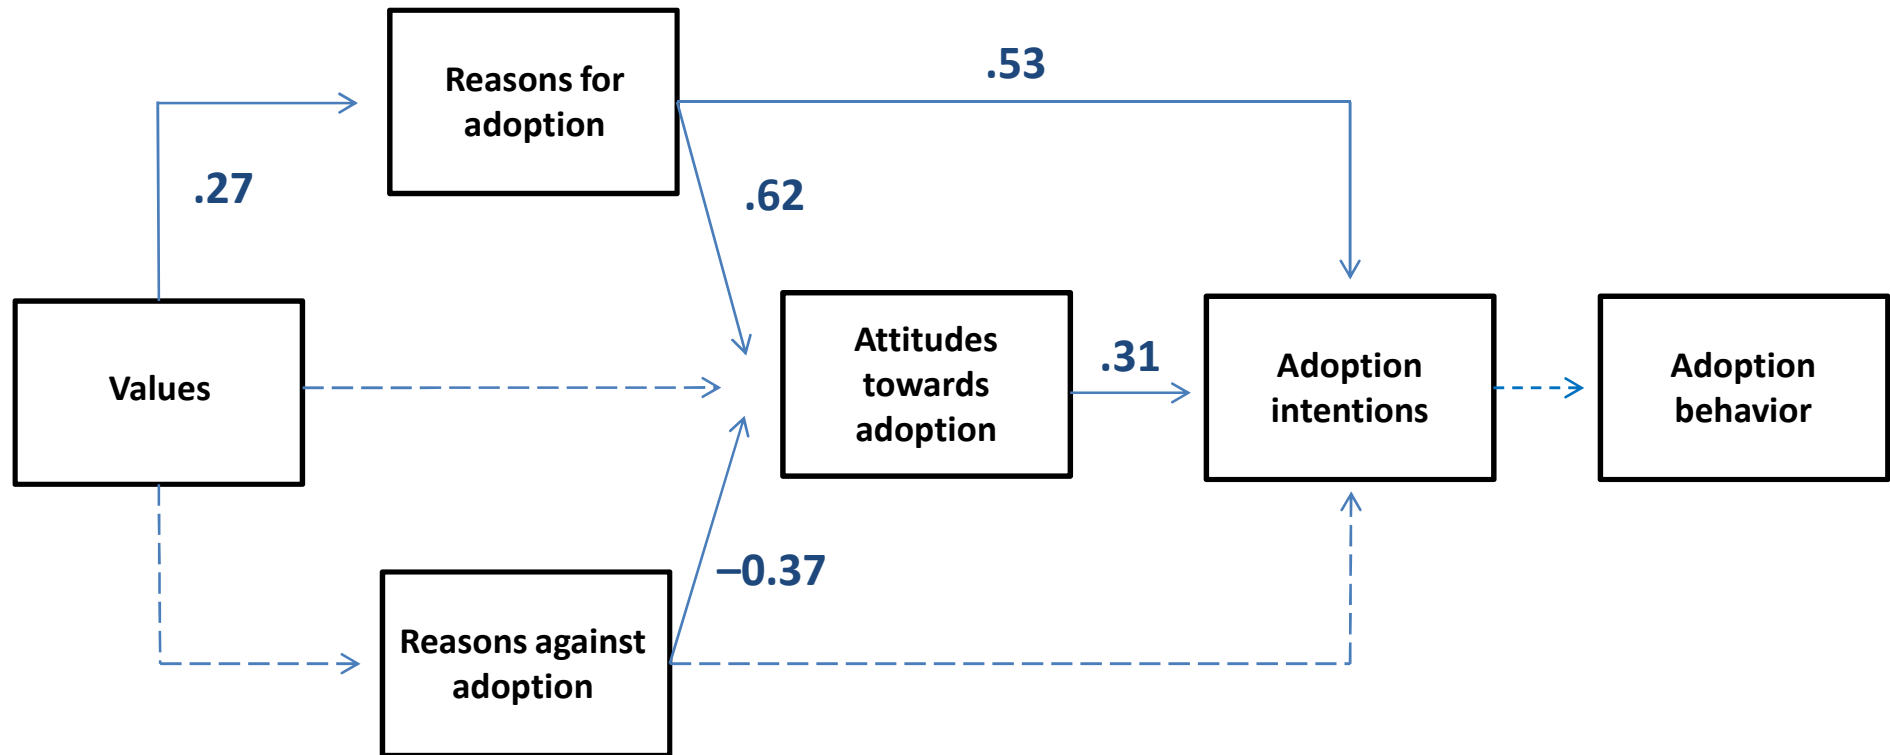 Reasons for
adoption
.53
.27
.62
Values
Attitudes
towards
adoption
.31
Adoption
intentions
Adoption
behavior
–0.37
Reasons against
adoption